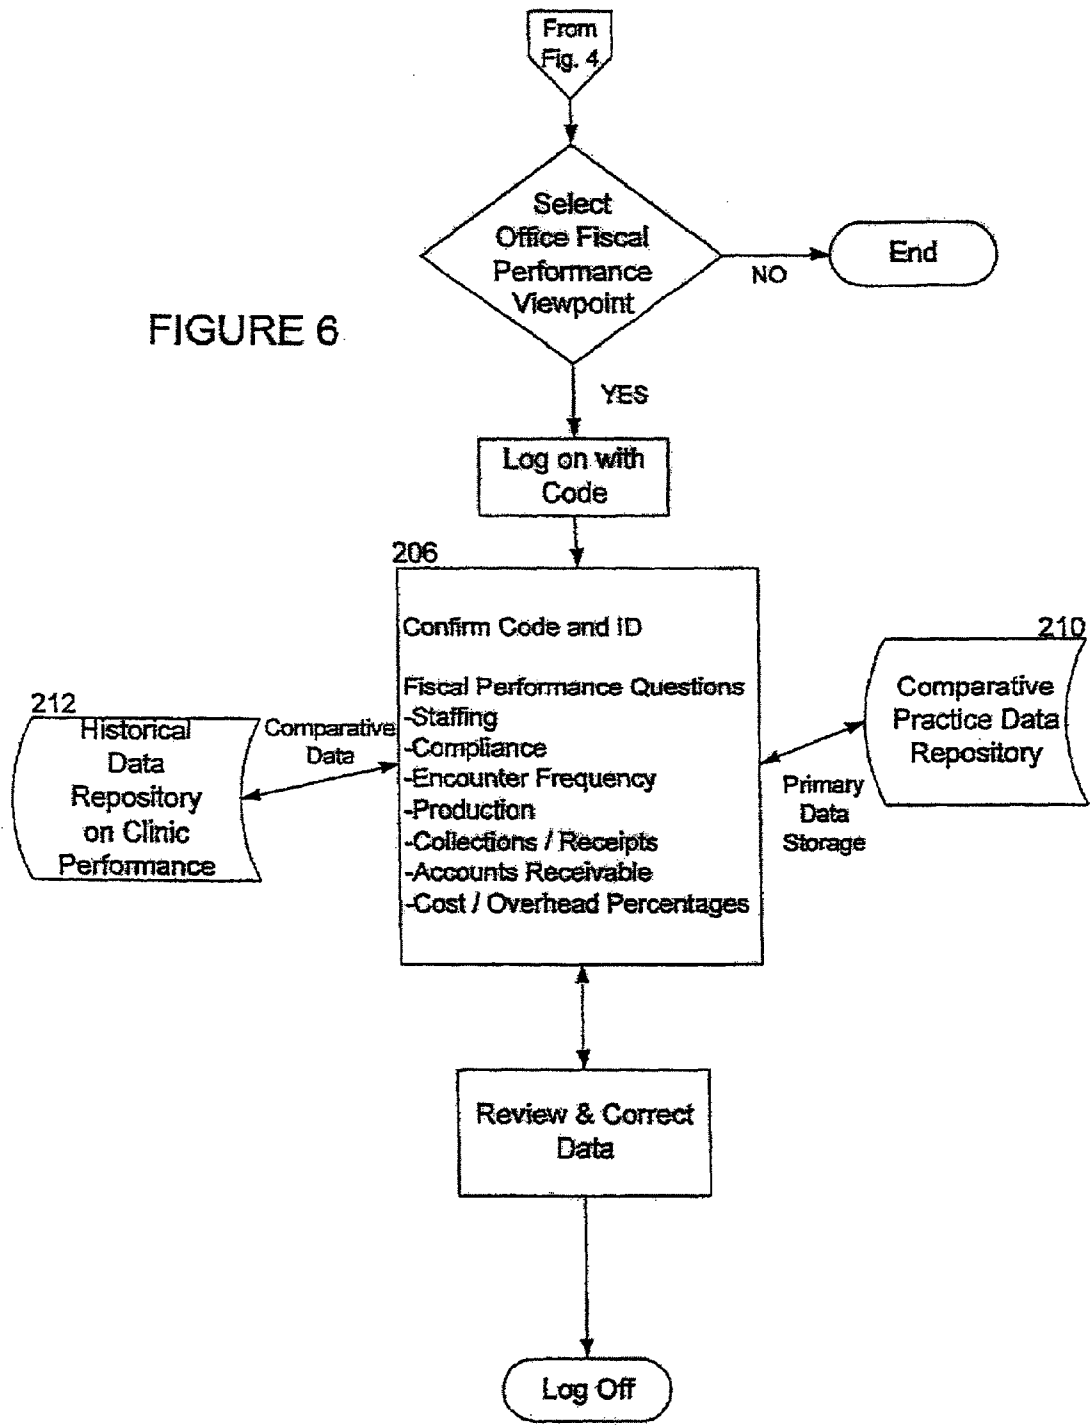 From
Fig. 4
Select
Office Fiscal
Performance
Viewpoint
NO
End
FIGURE 6
YES
Log on with
Code
206
Confirm Code and ID
Fiscal Performance Questions
-Staffing
-Compliance
-Encounter Frequency
-Production
-Collections / Receipts
-Accounts Receivable
-Cost / Overhead Percentages
212
Historical
Data
Repository
on Clinic
Performance
Comparative
Data
210
Comparative
Practice Data
Repository
Primary
Data
Storage
Review & Correct
Data
Log Off